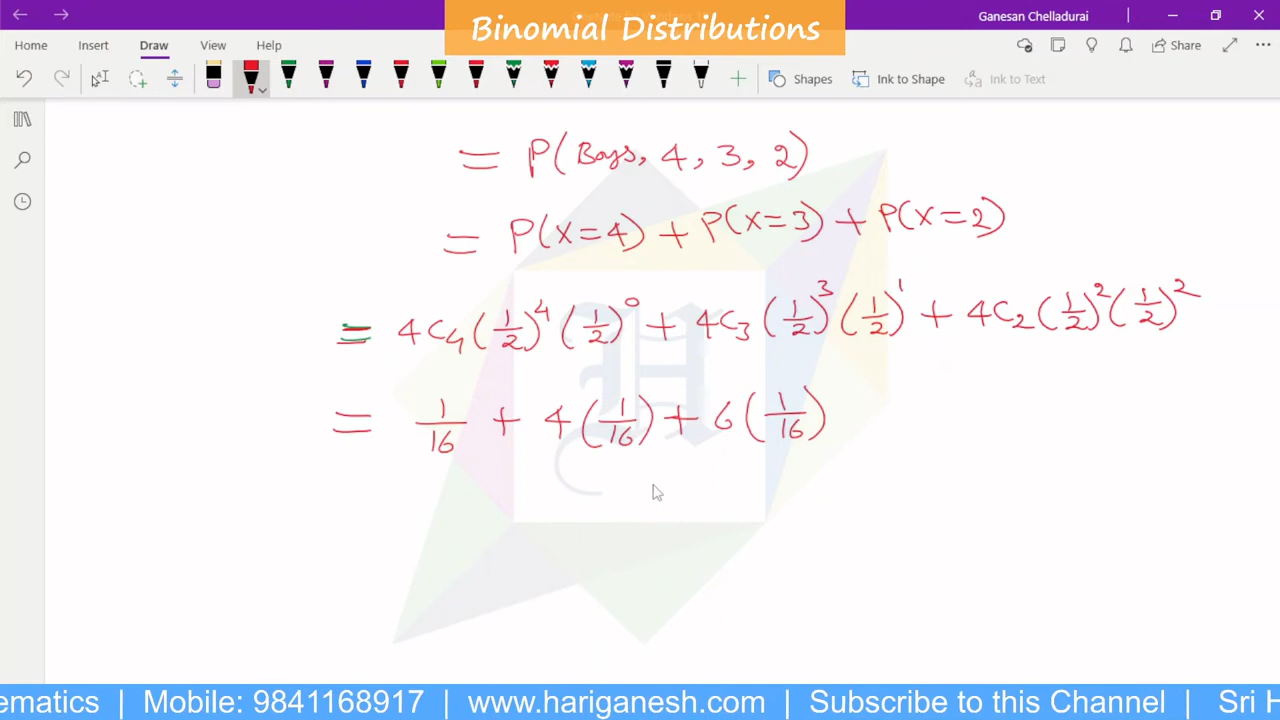 Binomial Distributions
Ganesan Chelladurai
Home Insert Draw View Help
Share
Shapes Ink to Shape Ink to Text
= P(Boys, 4, 3, 2)
= P(X=4) + P(X=3) + P(X=2)
= 4C₄ (1/2)⁴ (1/2)⁰ + 4C₃ (1/2)³ (1/2)¹ + 4C₂ (1/2)² (1/2)²
= 1/16 + 4(1/16) + 6(1/16)
H
ematics | Mobile: 9841168917 | www.hariganesh.com | Subscribe to this Channel | Sri H